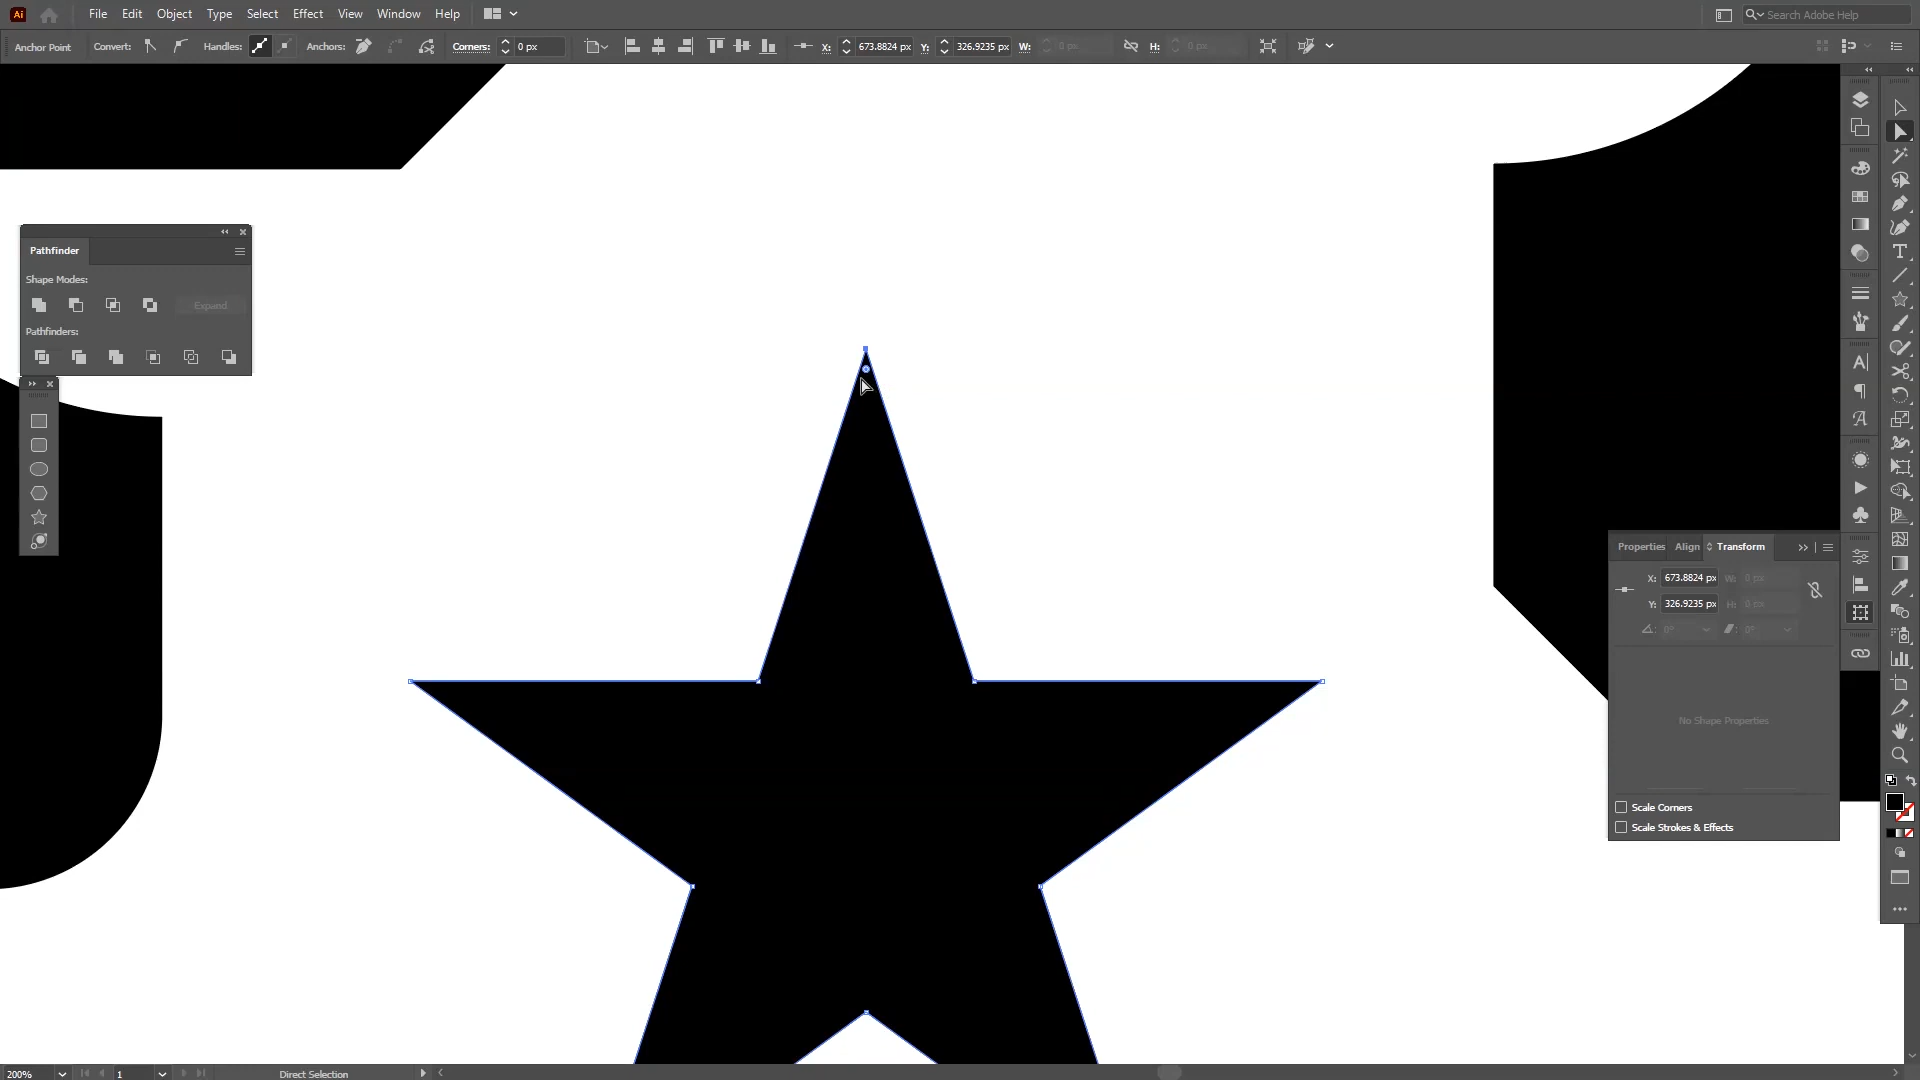 Ai File Edit Object Type Select Effect View Window Help Search Adobe Help
Anchor Point Convert: Handles: Anchors: Corners: 0 px X: 673.8824 px Y: 326.9235 px W: 0 px H: 0 px
Pathfinder
Shape Modes:
Expand
Pathfinders:
Properties Align Transform
X: 673.8824 px W: 0 px
Y: 326.9235 px H: 0 px
0° 0°
No Shape Properties
Scale Corners
Scale Strokes & Effects
200% 1 Direct Selection